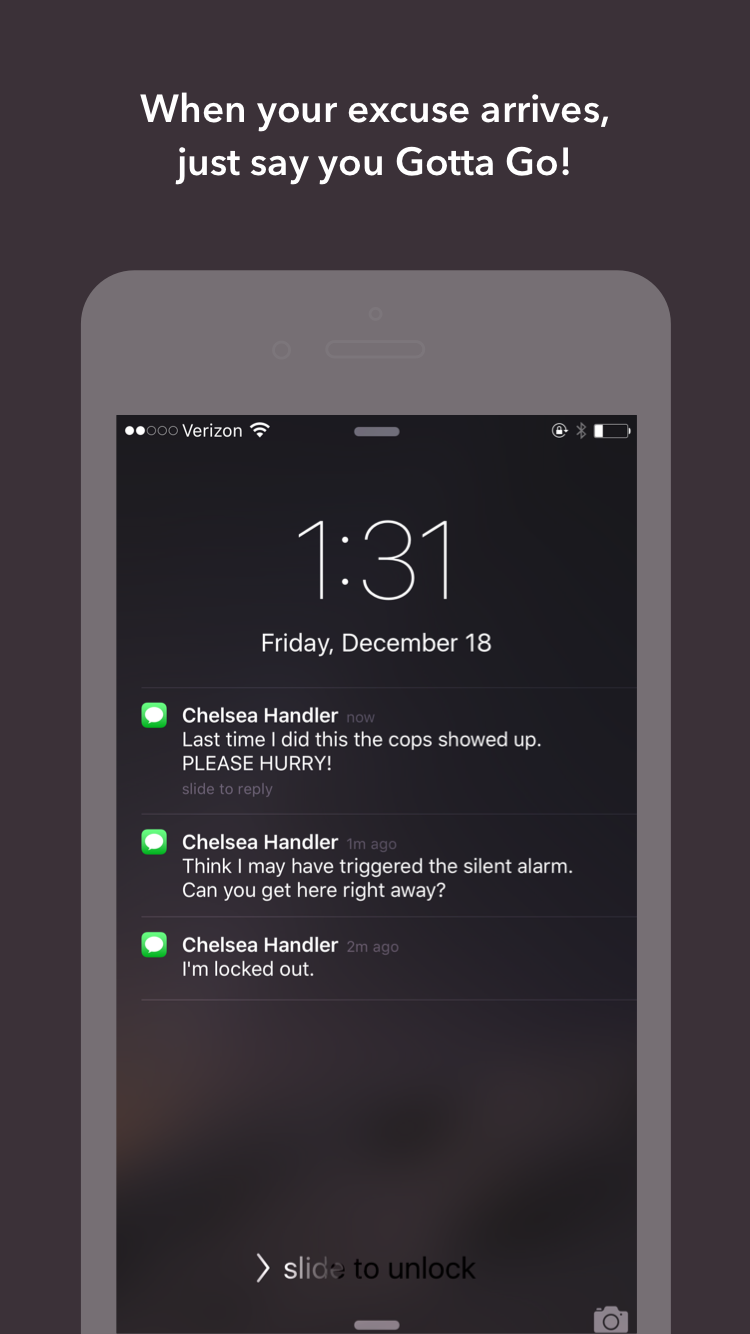 When your excuse arrives,
just say you Gotta Go!
Verizon
1:31
Friday, December 18
Chelsea Handler now
Last time I did this the cops showed up.
PLEASE HURRY!
slide to reply
Chelsea Handler 1m ago
Think I may have triggered the silent alarm.
Can you get here right away?
Chelsea Handler 2m ago
I'm locked out.
slide to unlock